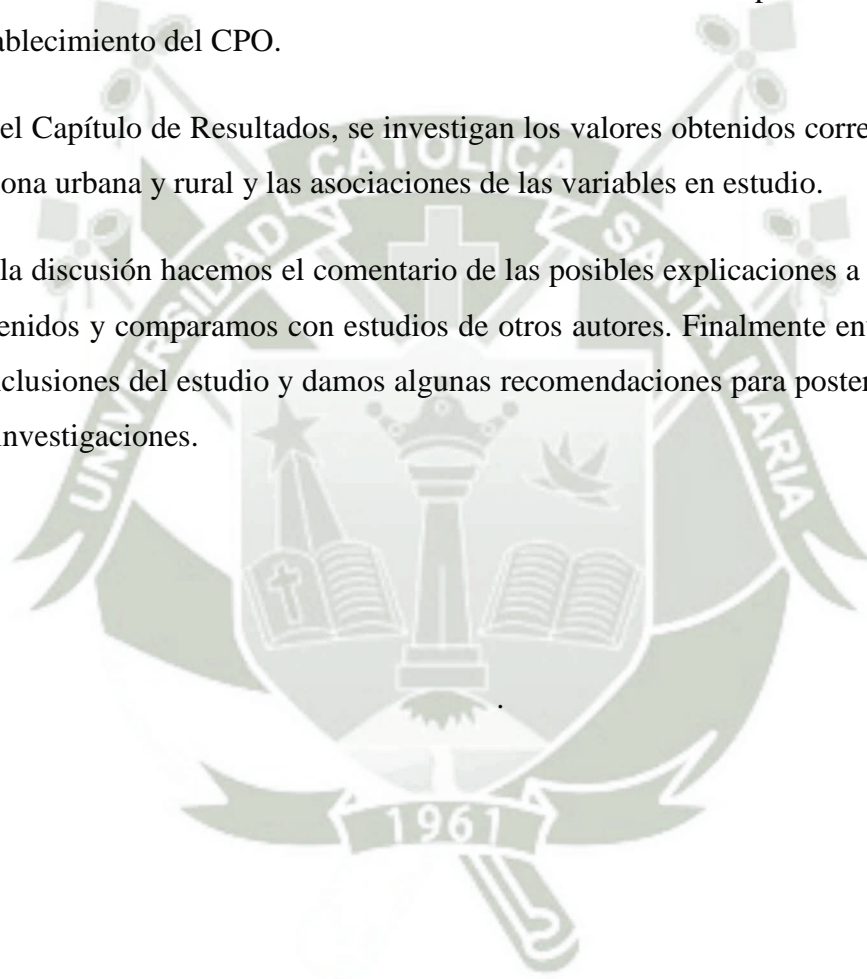 ablecimiento del CPO.
el Capítulo de Resultados, se investigan los valores obtenidos corre
ona urbana y rural y las asociaciones de las variables en estudio.
la discusión hacemos el comentario de las posibles explicaciones a
enidos y comparamos con estudios de otros autores. Finalmente en
clusiones del estudio y damos algunas recomendaciones para poster
investigaciones.
.
UNIVERSIDAD CATOLICA SANTA MARIA
1961